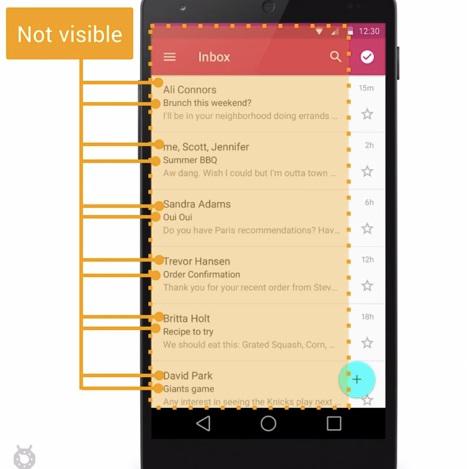 Not visible
12:30
Inbox
Ali Connors
15m
Brunch this weekend?
I'll be in your neighborhood doing errands ...
me, Scott, Jennifer
2h
Summer BBQ
Aw dang. Wish I could but I'm outta town ...
Sandra Adams
6h
Oui Oui
Do you have Paris recommendations? Hav...
Trevor Hansen
12h
Order Confirmation
Thank you for your recent order from Stev...
Britta Holt
18h
Recipe to try
We should eat this: Grated Squash, Corn, ...
David Park
+
Giants game
Any interest in seeing the Knicks play next ...